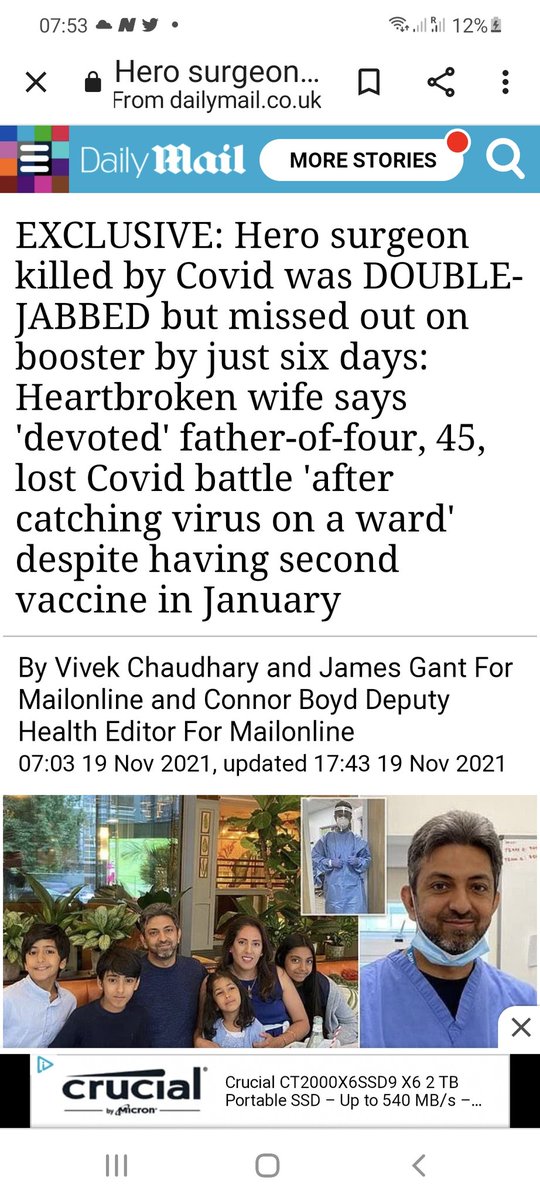 07:53
12%
Hero surgeon...
From dailymail.co.uk
Daily Mail
MORE STORIES
EXCLUSIVE: Hero surgeon
killed by Covid was DOUBLE-
JABBED but missed out on
booster by just six days:
Heartbroken wife says
'devoted' father-of-four, 45,
lost Covid battle 'after
catching virus on a ward'
despite having second
vaccine in January
By Vivek Chaudhary and James Gant For
Mailonline and Connor Boyd Deputy
Health Editor For Mailonline
07:03 19 Nov 2021, updated 17:43 19 Nov 2021
crucial
by Micron
Crucial CT2000X6SSD9 X6 2 TB
Portable SSD – Up to 540 MB/s –...